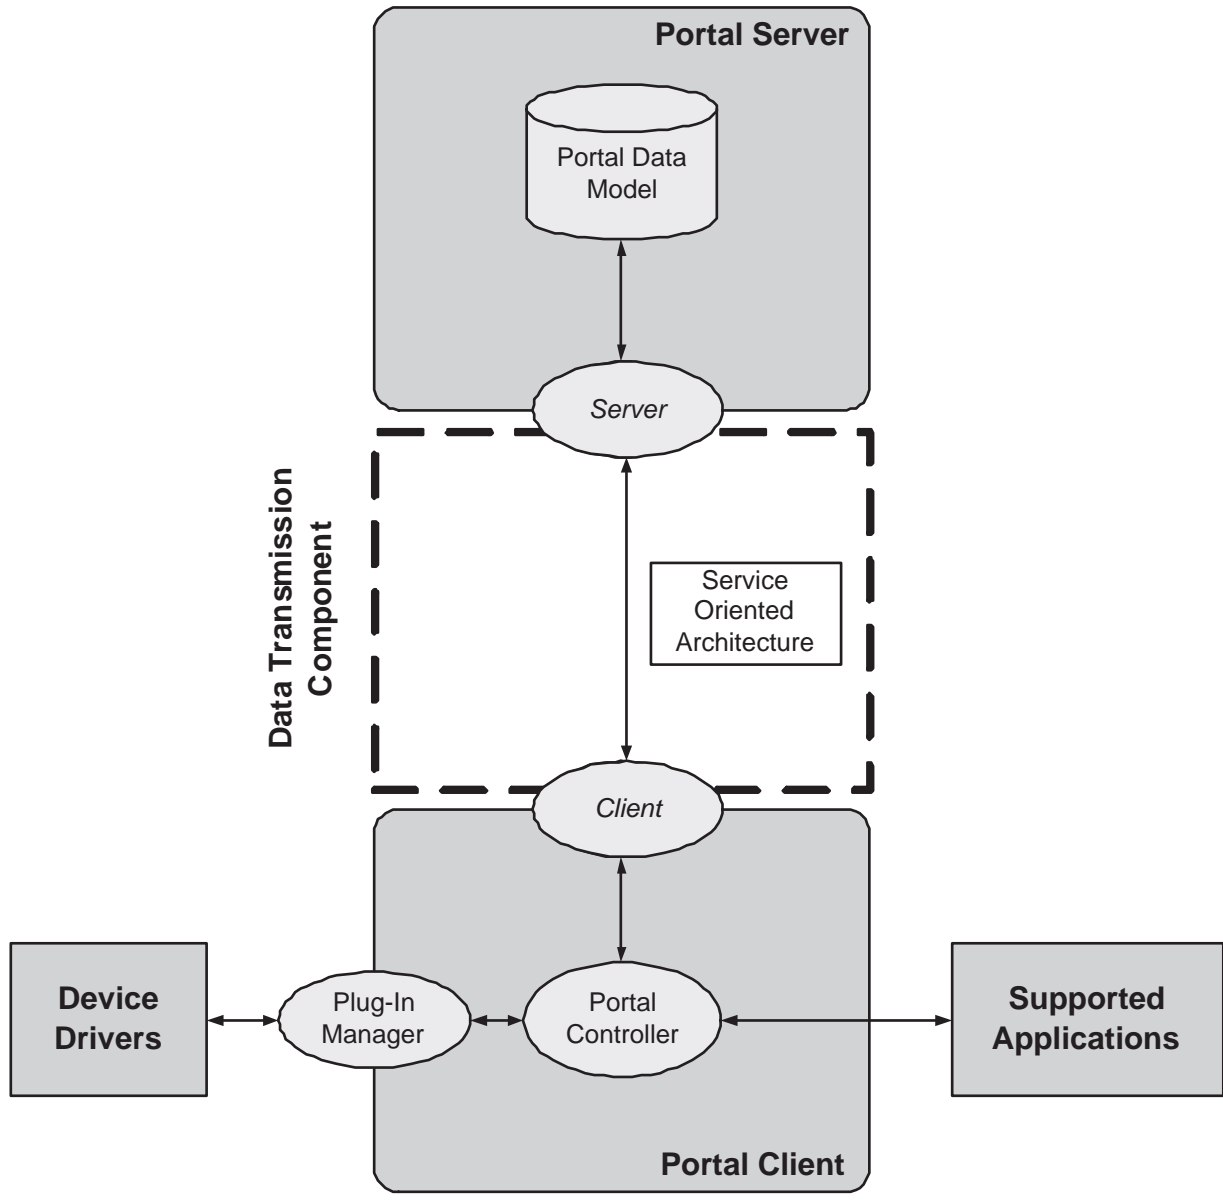 Portal Server
Portal Data
Model
Server
Data Transmission
Component
Service
Oriented
Architecture
Client
Device
Drivers
Plug-In
Manager
Portal
Controller
Supported
Applications
Portal Client